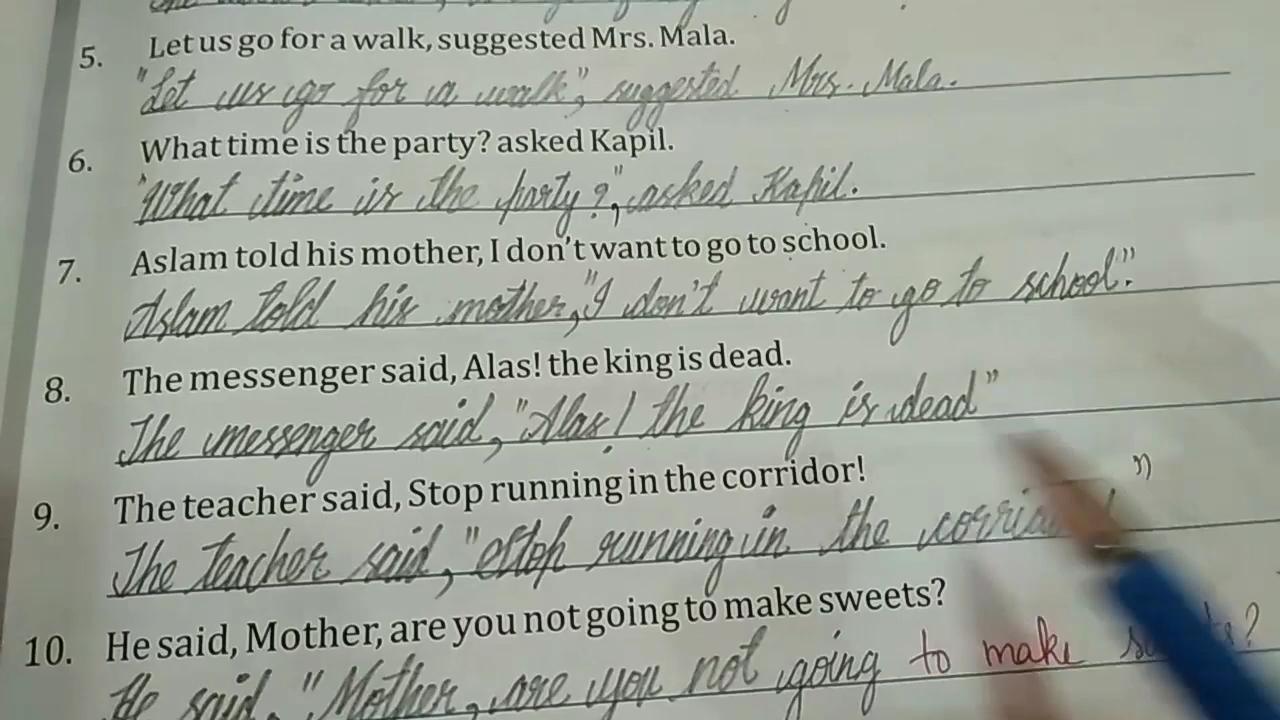 5. Let us go for a walk, suggested Mrs. Mala.
"Let us go for a walk", suggested Mrs. Mala.
6. What time is the party? asked Kapil.
"What time is the party?", asked Kapil.
7. Aslam told his mother, I don't want to go to school.
Aslam told his mother, "I don't want to go to school."
8. The messenger said, Alas! the king is dead.
The messenger said, "Alas! the king is dead"
9. The teacher said, Stop running in the corridor!
The teacher said, "Stop running in the "
10. He said, Mother, are you not going to make sweets?
He said, "Mother, are you not going to make ?